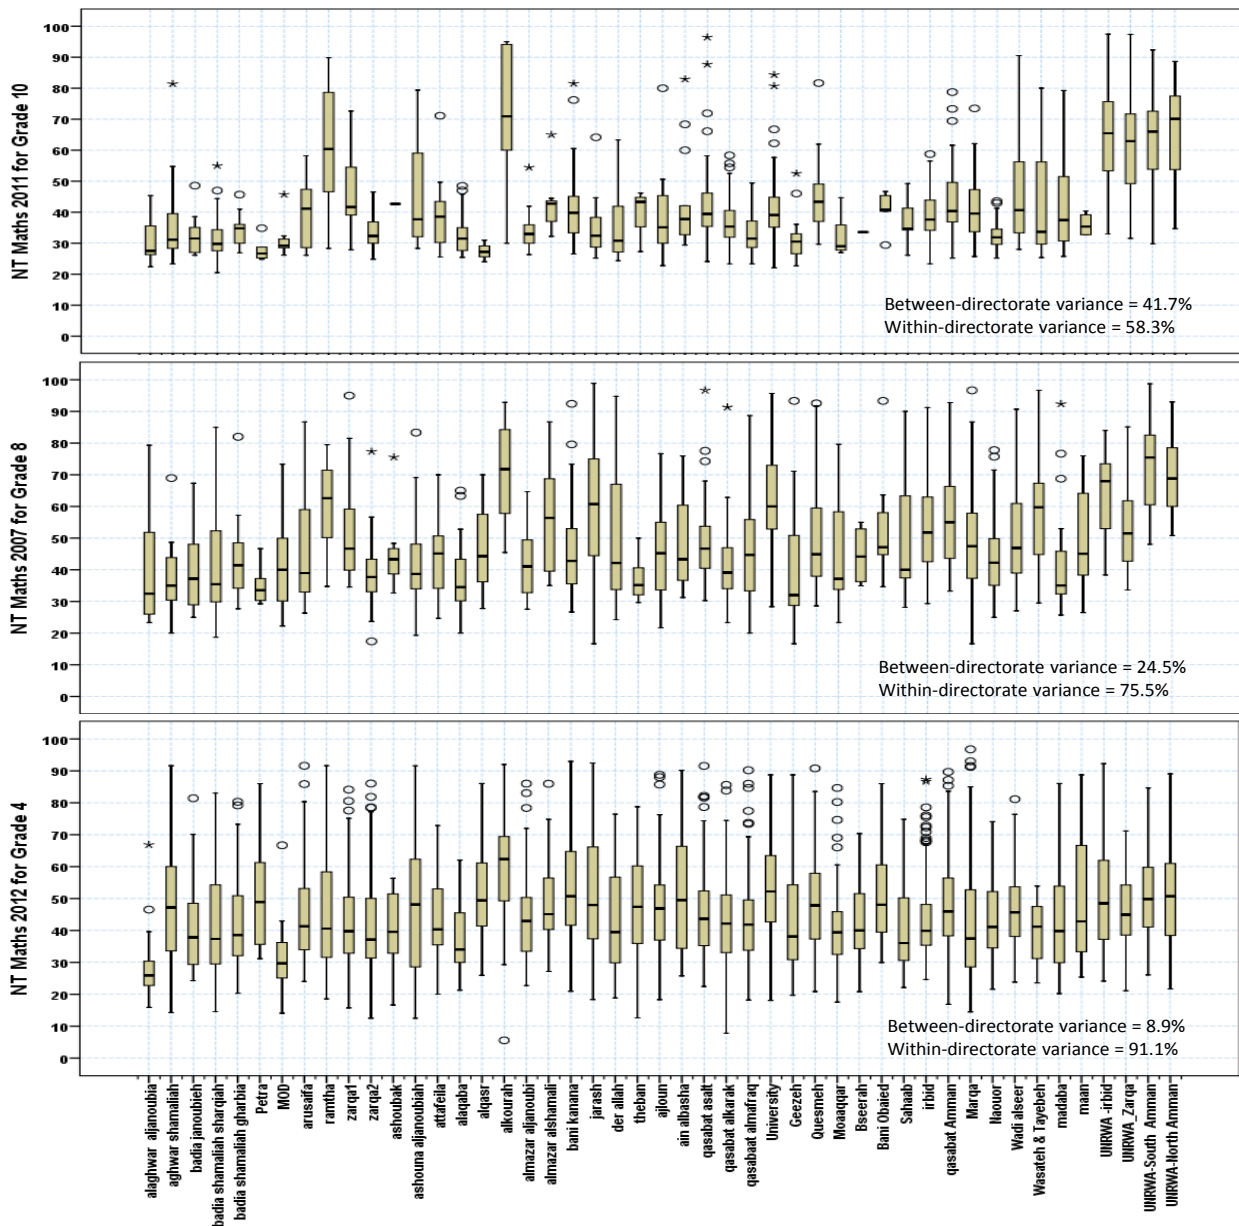 NT Maths 2011 for Grade 10
100
90
80
70
60
50
40
30
20
10
0
Between-directorate variance = 41.7%
Within-directorate variance = 58.3%
NT Maths 2007 for Grade 8
100
90
80
70
60
50
40
30
20
10
0
Between-directorate variance = 24.5%
Within-directorate variance = 75.5%
NT Maths 2012 for Grade 4
100
90
80
70
60
50
40
30
20
10
0
Between-directorate variance = 8.9%
Within-directorate variance = 91.1%
alaghwar aljanoubia
aghwar shamaliah
badia janoubieh
badia shamaliah sharqiah
badia shamaliah gharbia
Petra
MOD
arusaifa
ramtha
zarqa1
zarqa2
ashoubak
ashouna aljanoubiah
attafeila
alaqaba
alqasr
alkourah
almazar aljanoubi
almazar alshamali
bani kanana
jarash
der allah
theban
ajloun
ain albasha
qasabat asalt
qasabat alkarak
qasabaat almafraq
University
Geezeh
Quesmeh
Moaqqar
Bseerah
Bani Obaied
Sahaab
irbid
qasabat Amman
Marqa
Naouor
Wadi alseer
Wasateh & Tayebeh
madaba
maan
UNRWA -irbid
UNRWA_Zarqa
UNRWA-South Amman
UNRWA-North Amman